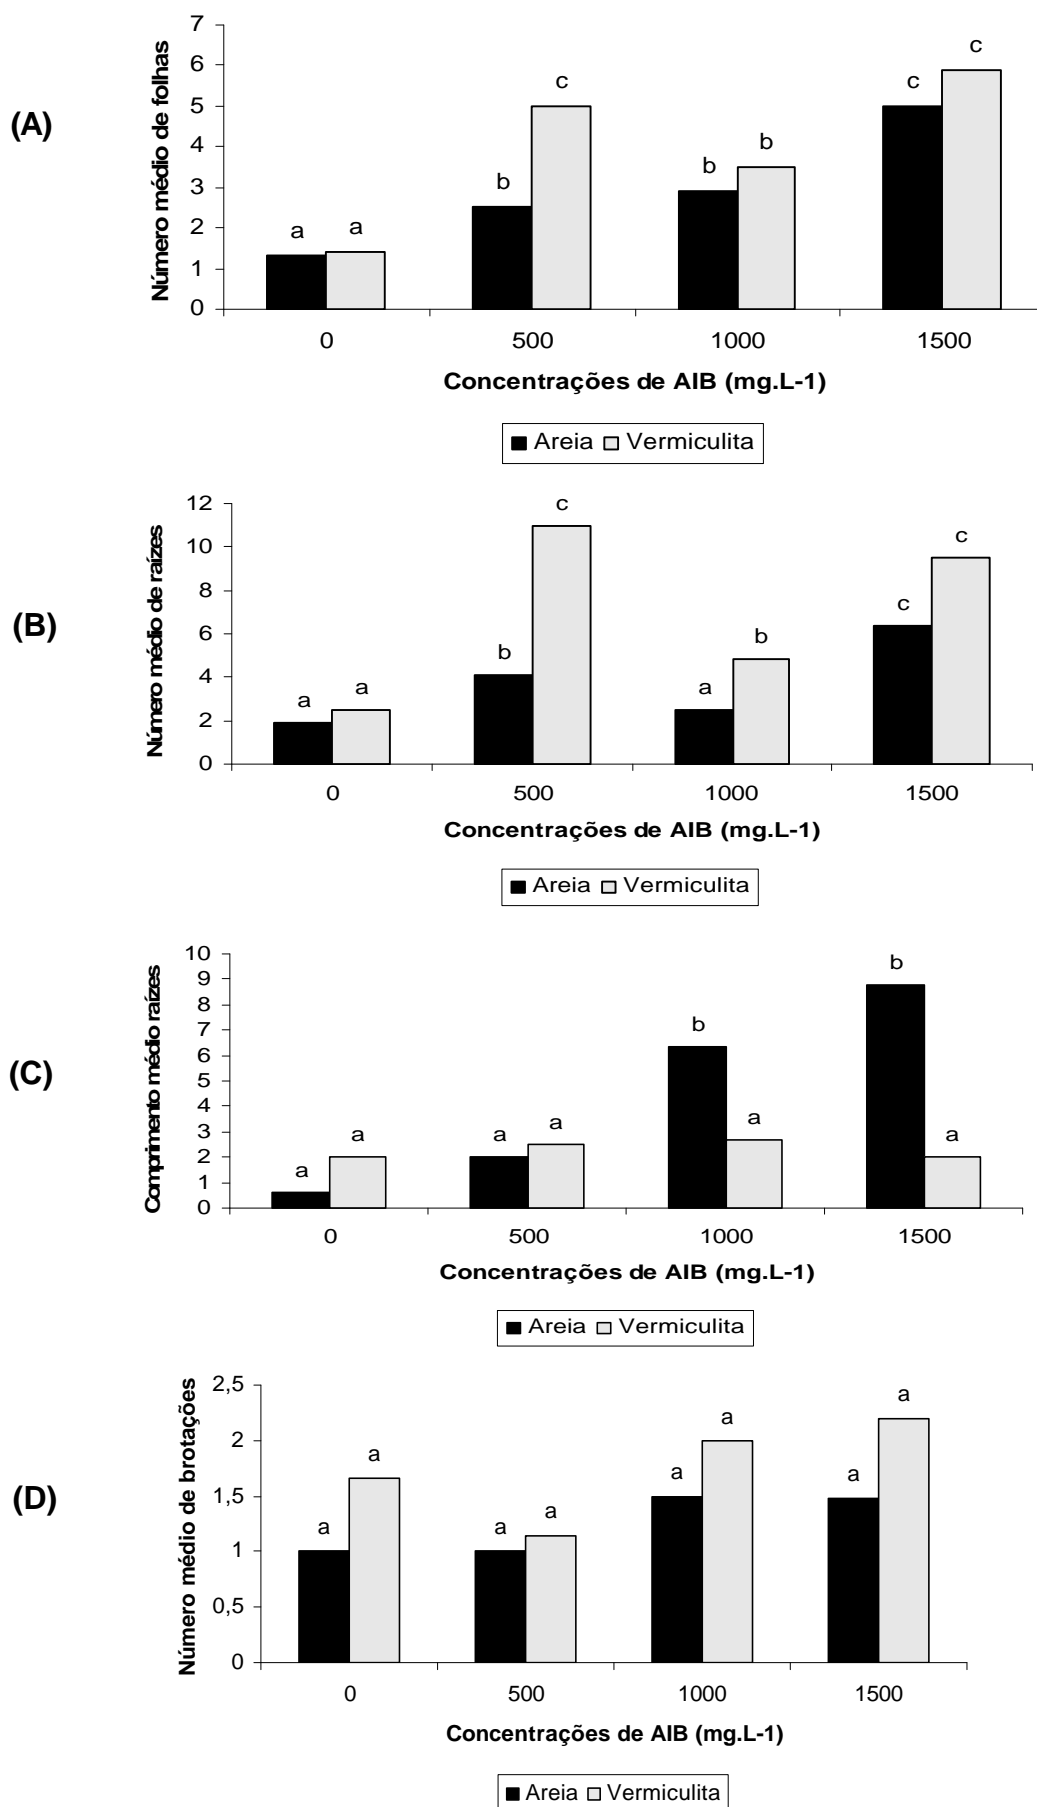 (A)
Número médio de folhas
7
6
5
4
3
2
1
0
a a b c b b c c
0 500 1000 1500
Concentrações de AIB (mg.L-1)
Areia Vermiculita
(B)
Número médio de raízes
12
10
8
6
4
2
0
a a b c a b c c
0 500 1000 1500
Concentrações de AIB (mg.L-1)
Areia Vermiculita
(C)
Comprimento médio raízes
10
9
8
7
6
5
4
3
2
1
0
a a a a b a b a
0 500 1000 1500
Concentrações de AIB (mg.L-1)
Areia Vermiculita
(D)
Número médio de brotações
2,5
2
1,5
1
0,5
0
a a a a a a a a
0 500 1000 1500
Concentrações de AIB (mg.L-1)
Areia Vermiculita